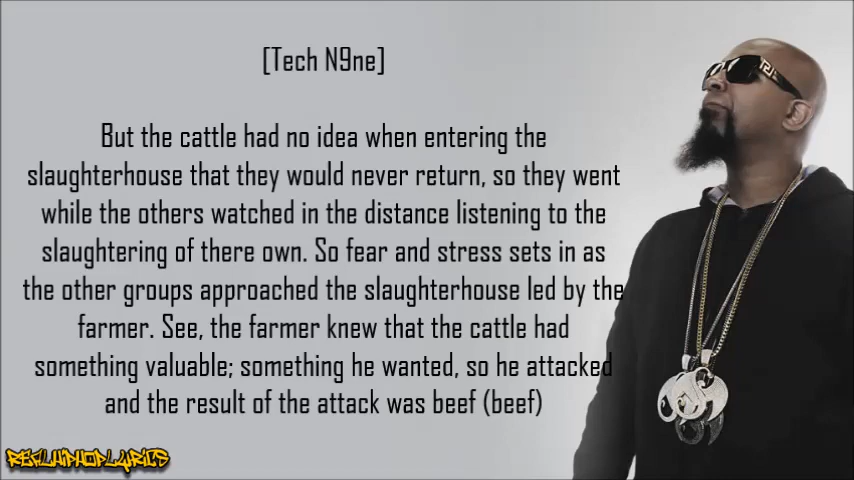 [Tech N9ne]
But the cattle had no idea when entering the
slaughterhouse that they would never return, so they went
while the others watched in the distance listening to the
slaughtering of there own. So fear and stress sets in as
the other groups approached the slaughterhouse led by the
farmer. See, the farmer knew that the cattle had
something valuable; something he wanted, so he attacked
and the result of the attack was beef (beef)
REALHIPHOPLYRICS